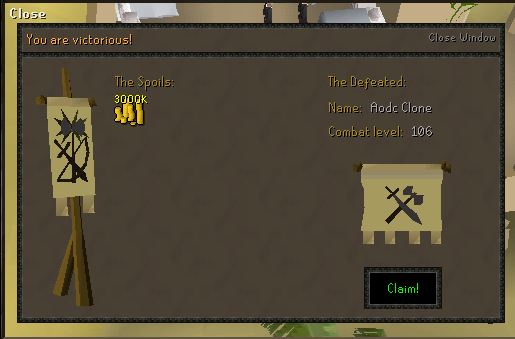 Close
You are victorious!
Close Window
The Spoils:
3000K
The Defeated:
Name: Aodc Clone
Combat level: 106
Claim!